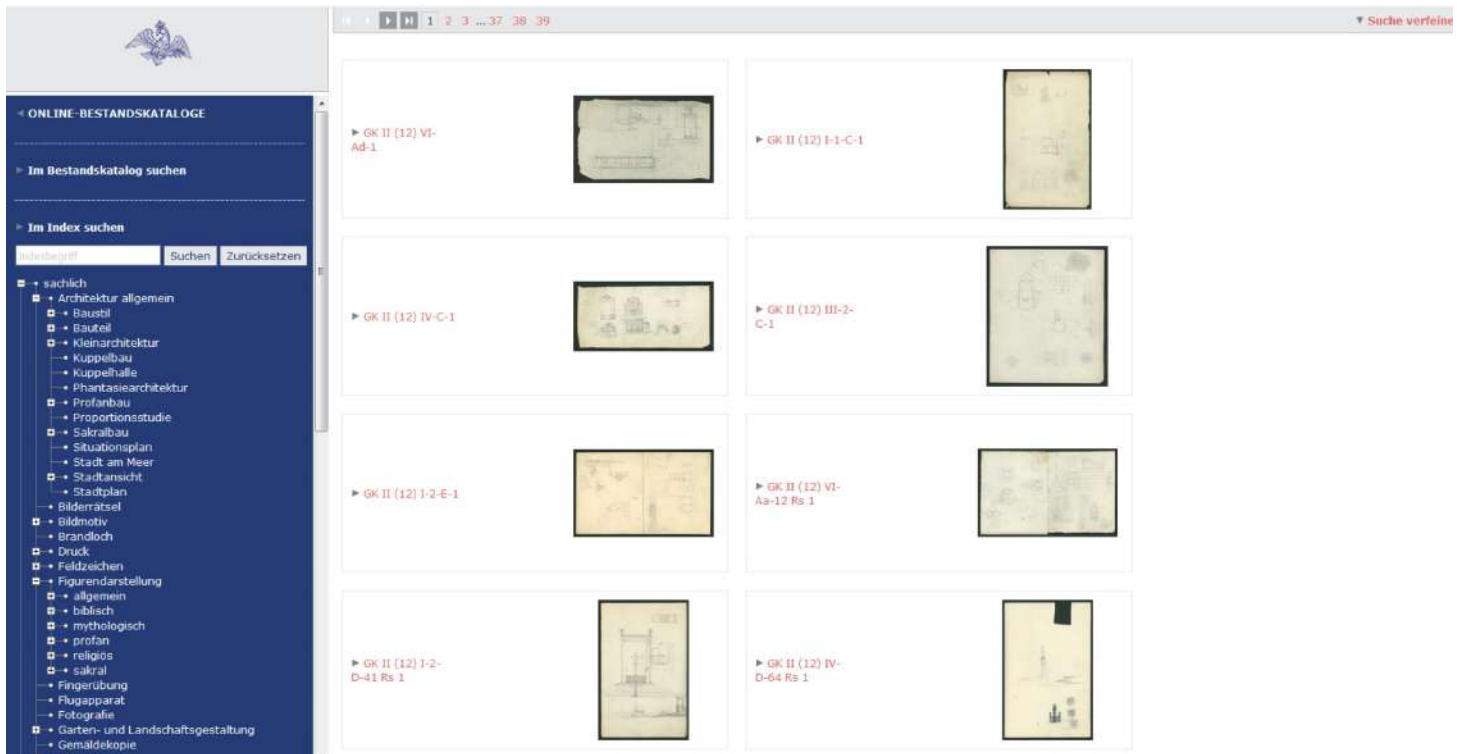 1 2 3 ...37 38 39
▼ Suche verfeine
◄ ONLINE-BESTANDSKATALOGE
► Im Bestandskatalog suchen
► Im Index suchen
Indexbegriff Suchen Zurücksetzen
sachlich
Architektur allgemein
Baustil
Bauteil
Kleinarchitektur
Kuppelbau
Kuppelhalle
Phantasiearchitektur
Profanbau
Proportionsstudie
Sakralbau
Situationsplan
Stadt am Meer
Stadtansicht
Stadtplan
Bilderrätsel
Bildmotiv
Brandloch
Druck
Feldzeichen
Figurendarstellung
allgemein
biblisch
mythologisch
profan
religiös
sakral
Fingerübung
Flugapparat
Fotografie
Garten- und Landschaftsgestaltung
Gemäldekopie
► GK II (12) VI-
Ad-1
► GK II (12) I-1-C-1
► GK II (12) IV-C-1
► GK II (12) III-2-
C-1
► GK II (12) I-2-E-1
► GK II (12) VI-
Aa-12 Rs 1
► GK II (12) I-2-
D-41 Rs 1
► GK II (12) IV-
D-64 Rs 1